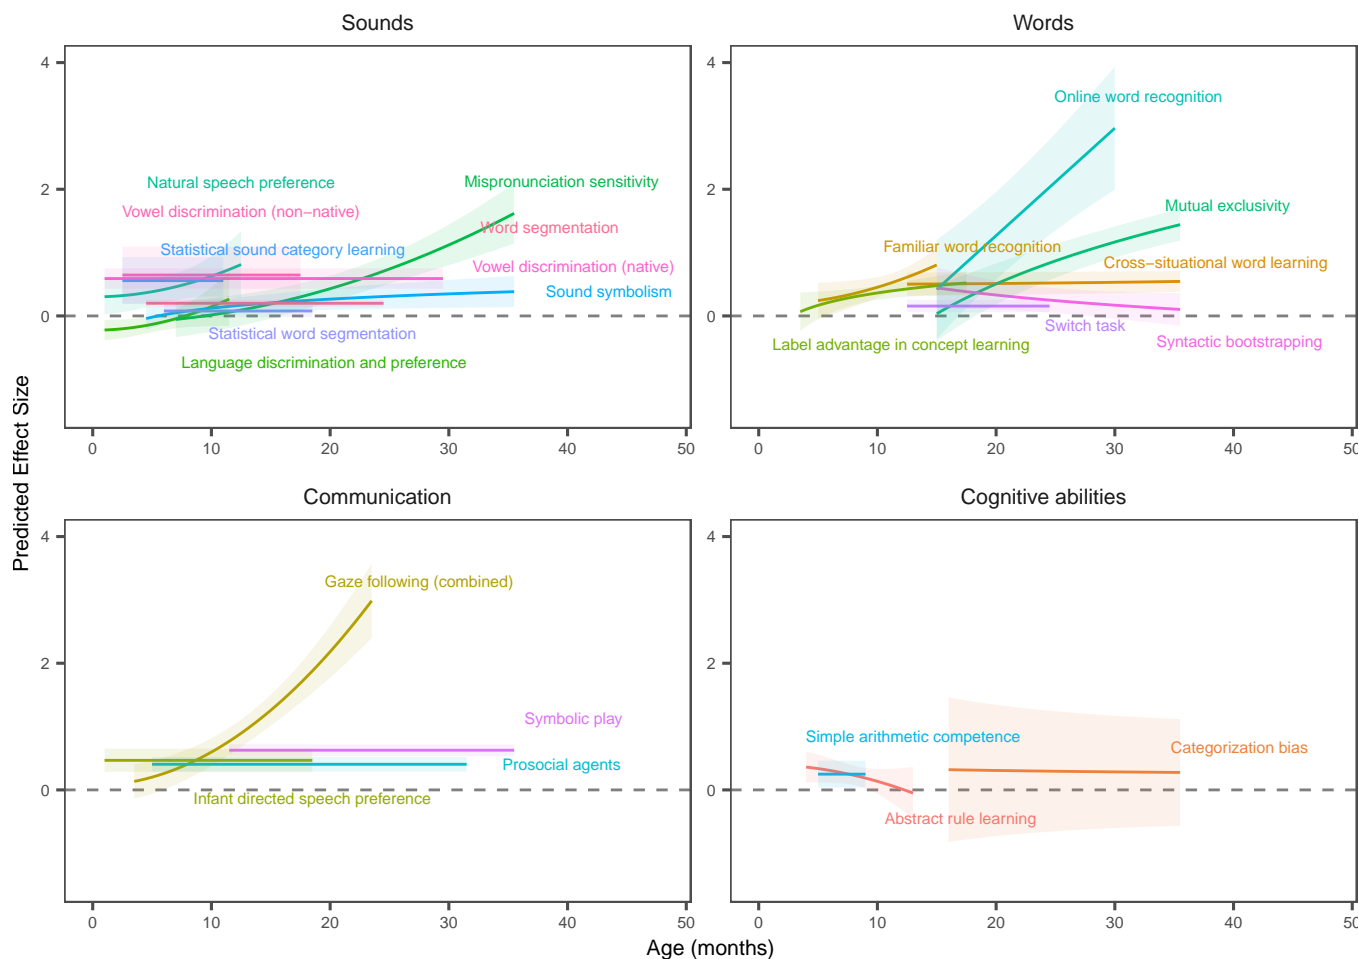 Sounds
Words
4
2
0
Natural speech preference
Mispronunciation sensitivity
Vowel discrimination (non−native)
Word segmentation
Statistical sound category learning
Vowel discrimination (native)
Sound symbolism
Statistical word segmentation
Language discrimination and preference
0
10
20
30
40
50
4
2
0
Online word recognition
Mutual exclusivity
Familiar word recognition
Cross−situational word learning
Switch task
Label advantage in concept learning
Syntactic bootstrapping
0
10
20
30
40
50
Predicted Effect Size
Communication
Cognitive abilities
4
2
0
Gaze following (combined)
Symbolic play
Prosocial agents
Infant directed speech preference
0
10
20
30
40
50
4
2
0
Simple arithmetic competence
Categorization bias
Abstract rule learning
0
10
20
30
40
50
Age (months)